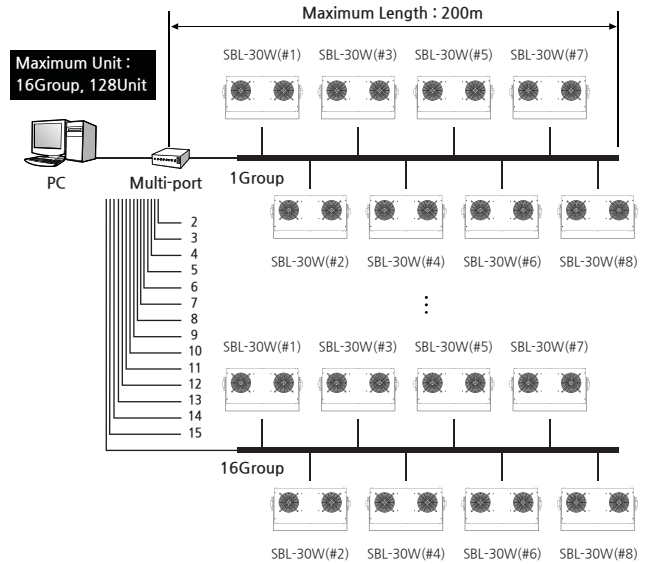 Maximum Length : 200m
Maximum Unit :
16Group, 128Unit
SBL-30W(#1) SBL-30W(#3) SBL-30W(#5) SBL-30W(#7)
PC
Multi-port
1Group
SBL-30W(#2) SBL-30W(#4) SBL-30W(#6) SBL-30W(#8)
2
3
4
5
6
7
8
9
10
11
12
13
14
15
⋮
SBL-30W(#1) SBL-30W(#3) SBL-30W(#5) SBL-30W(#7)
16Group
SBL-30W(#2) SBL-30W(#4) SBL-30W(#6) SBL-30W(#8)